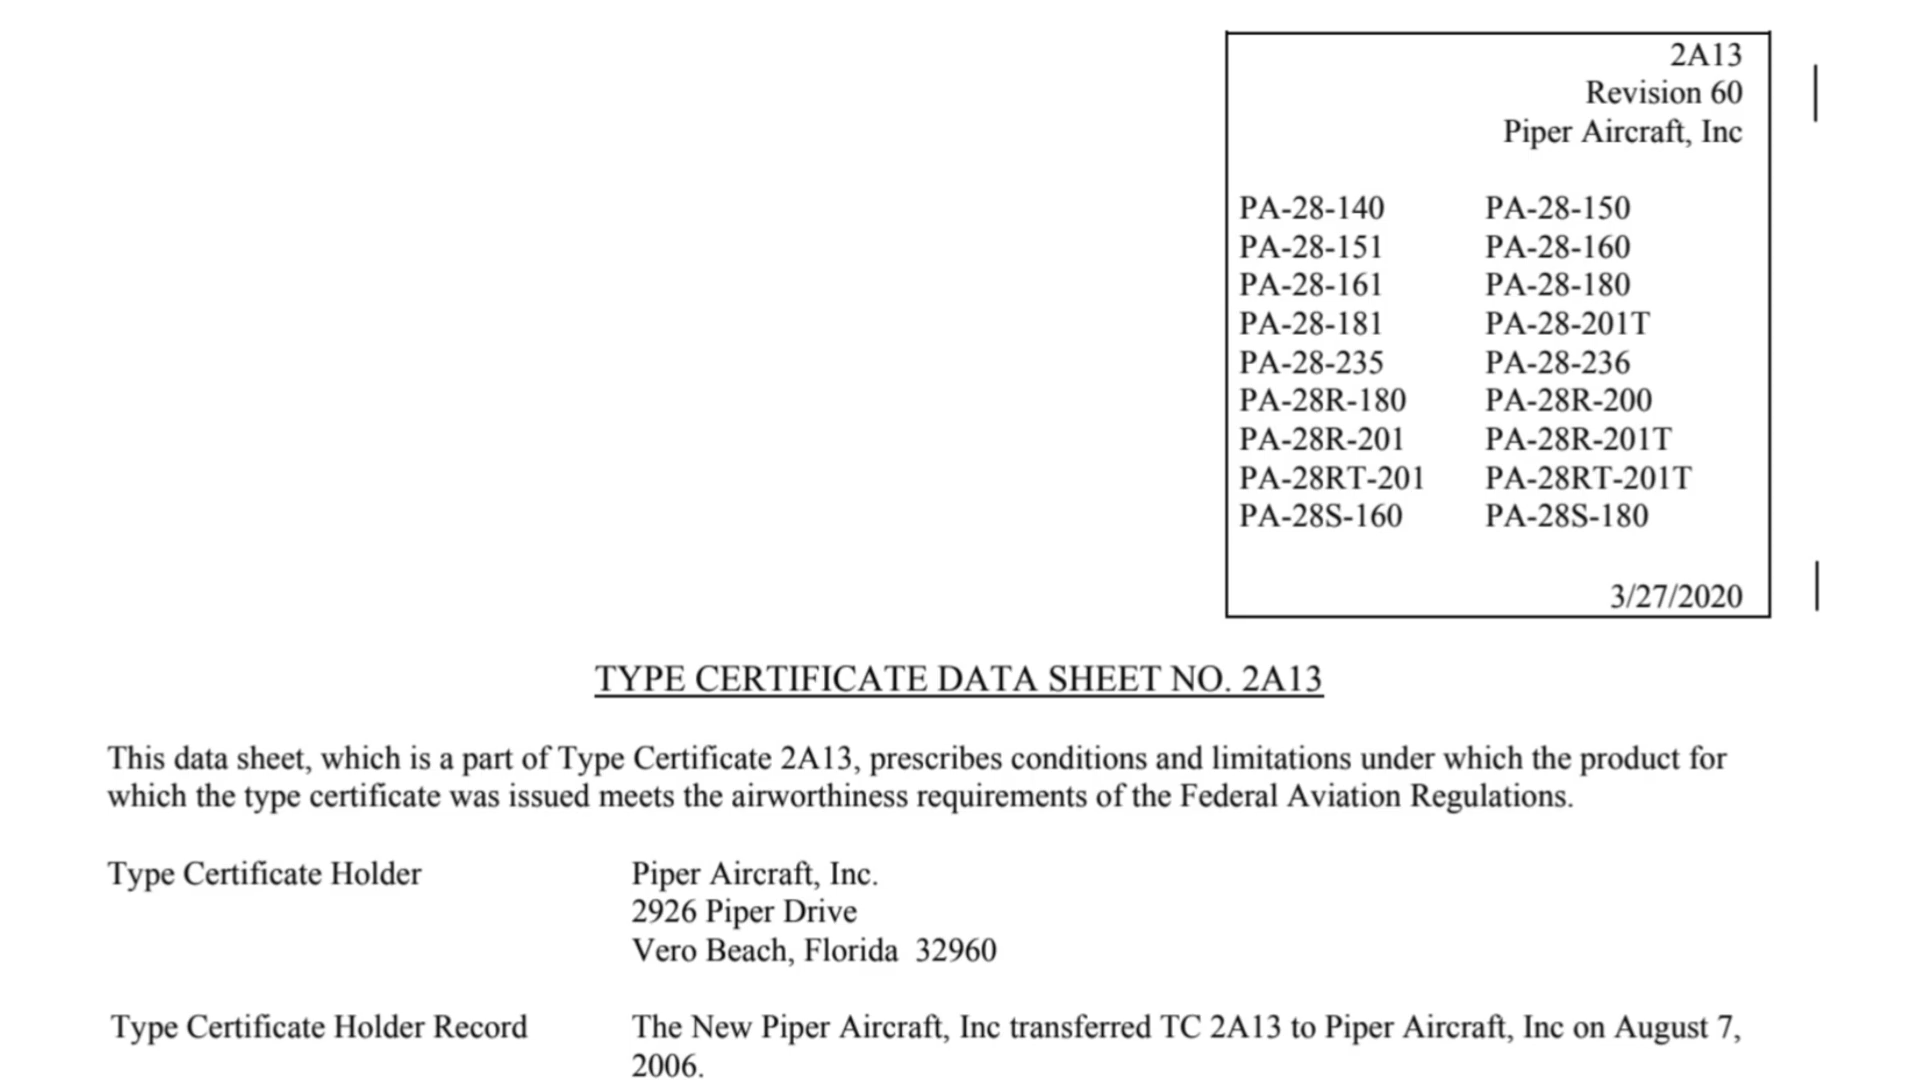 2A13
Revision 60
Piper Aircraft, Inc
PA-28-140 PA-28-150
PA-28-151 PA-28-160
PA-28-161 PA-28-180
PA-28-181 PA-28-201T
PA-28-235 PA-28-236
PA-28R-180 PA-28R-200
PA-28R-201 PA-28R-201T
PA-28RT-201 PA-28RT-201T
PA-28S-160 PA-28S-180
3/27/2020
TYPE CERTIFICATE DATA SHEET NO. 2A13
This data sheet, which is a part of Type Certificate 2A13, prescribes conditions and limitations under which the product for
which the type certificate was issued meets the airworthiness requirements of the Federal Aviation Regulations.
Type Certificate Holder Piper Aircraft, Inc.
2926 Piper Drive
Vero Beach, Florida 32960
Type Certificate Holder Record The New Piper Aircraft, Inc transferred TC 2A13 to Piper Aircraft, Inc on August 7,
2006.